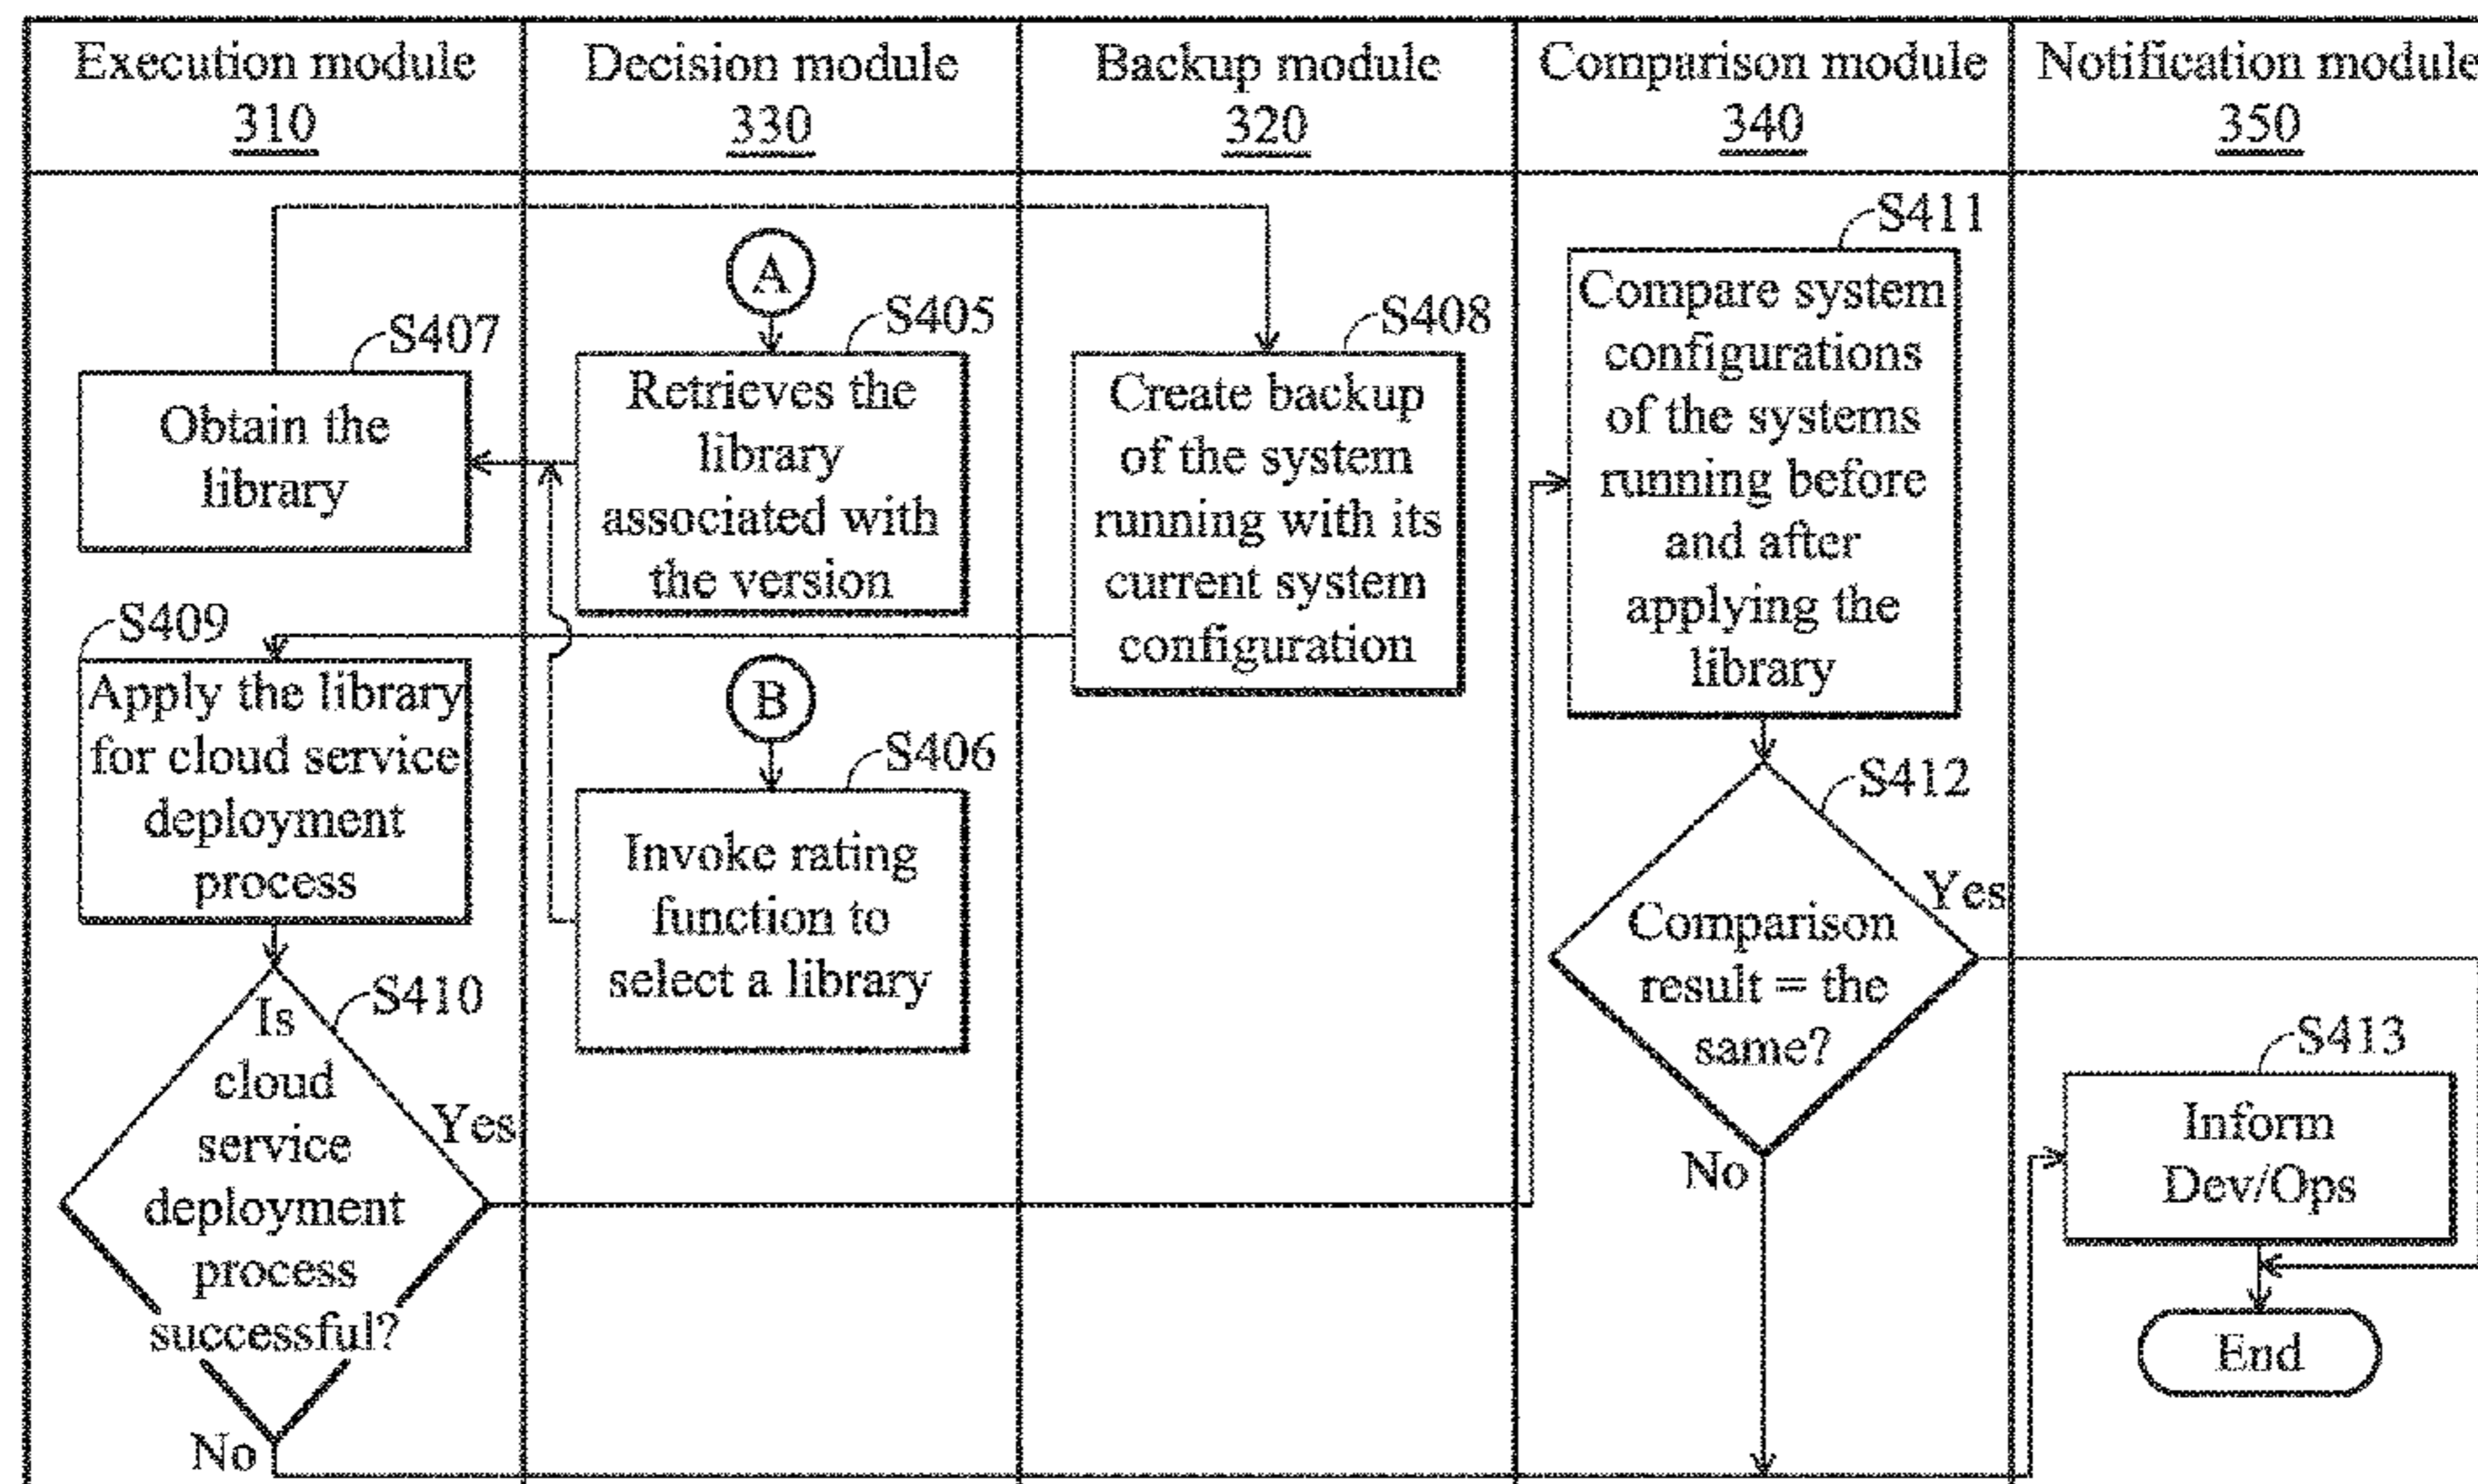 Execution module
310
Decision module
330
Backup module
320
Comparison module
340
Notification module
350
S407
Obtain the
library
A
S405
Retrieves the
library
associated with
the version
S408
Create backup
of the system
running with its
current system
configuration
S411
Compare system
configurations
of the systems
running before
and after
applying the
library
S409
Apply the library
for cloud service
deployment
process
B
S406
Invoke rating
function to
select a library
S412
Comparison
result = the
same?
Yes
No
S410
Is
cloud
service
deployment
process
successful?
Yes
No
S413
Inform
Dev/Ops
End